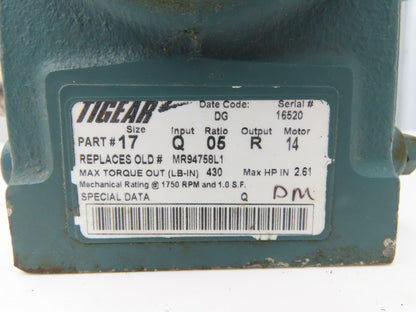 TIGEAR Date Code: Serial #
DG 16520
Size Input Ratio Output Motor
PART # 17 Q 05 R 14
REPLACES OLD # MR94758L1
MAX TORQUE OUT (LB-IN) 430 Max HP IN 2.61
Mechanical Rating @ 1750 RPM and 1.0 S.F.
SPECIAL DATA Q DM